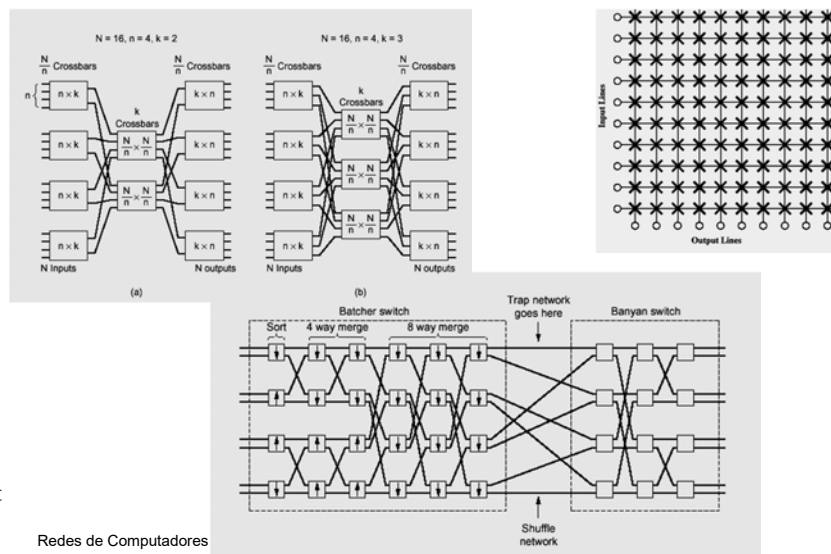 N = 16, n = 4, k = 2
N/n Crossbars
N/n Crossbars
n
n × k
k × n
k
Crossbars
n × k
N/n × N/n
k × n
n × k
N/n × N/n
k × n
n × k
k × n
N Inputs
N outputs
(a)
N = 16, n = 4, k = 3
N/n Crossbars
N/n Crossbars
n × k
k × n
k
Crossbars
N/n × N/n
n × k
k × n
N/n × N/n
n × k
k × n
N/n × N/n
n × k
k × n
N Inputs
N outputs
(b)
Input Lines
Output Lines
Batcher switch
Trap network
goes here
Banyan switch
Sort
4 way merge
8 way merge
Shuffle
network
Redes de Computadores